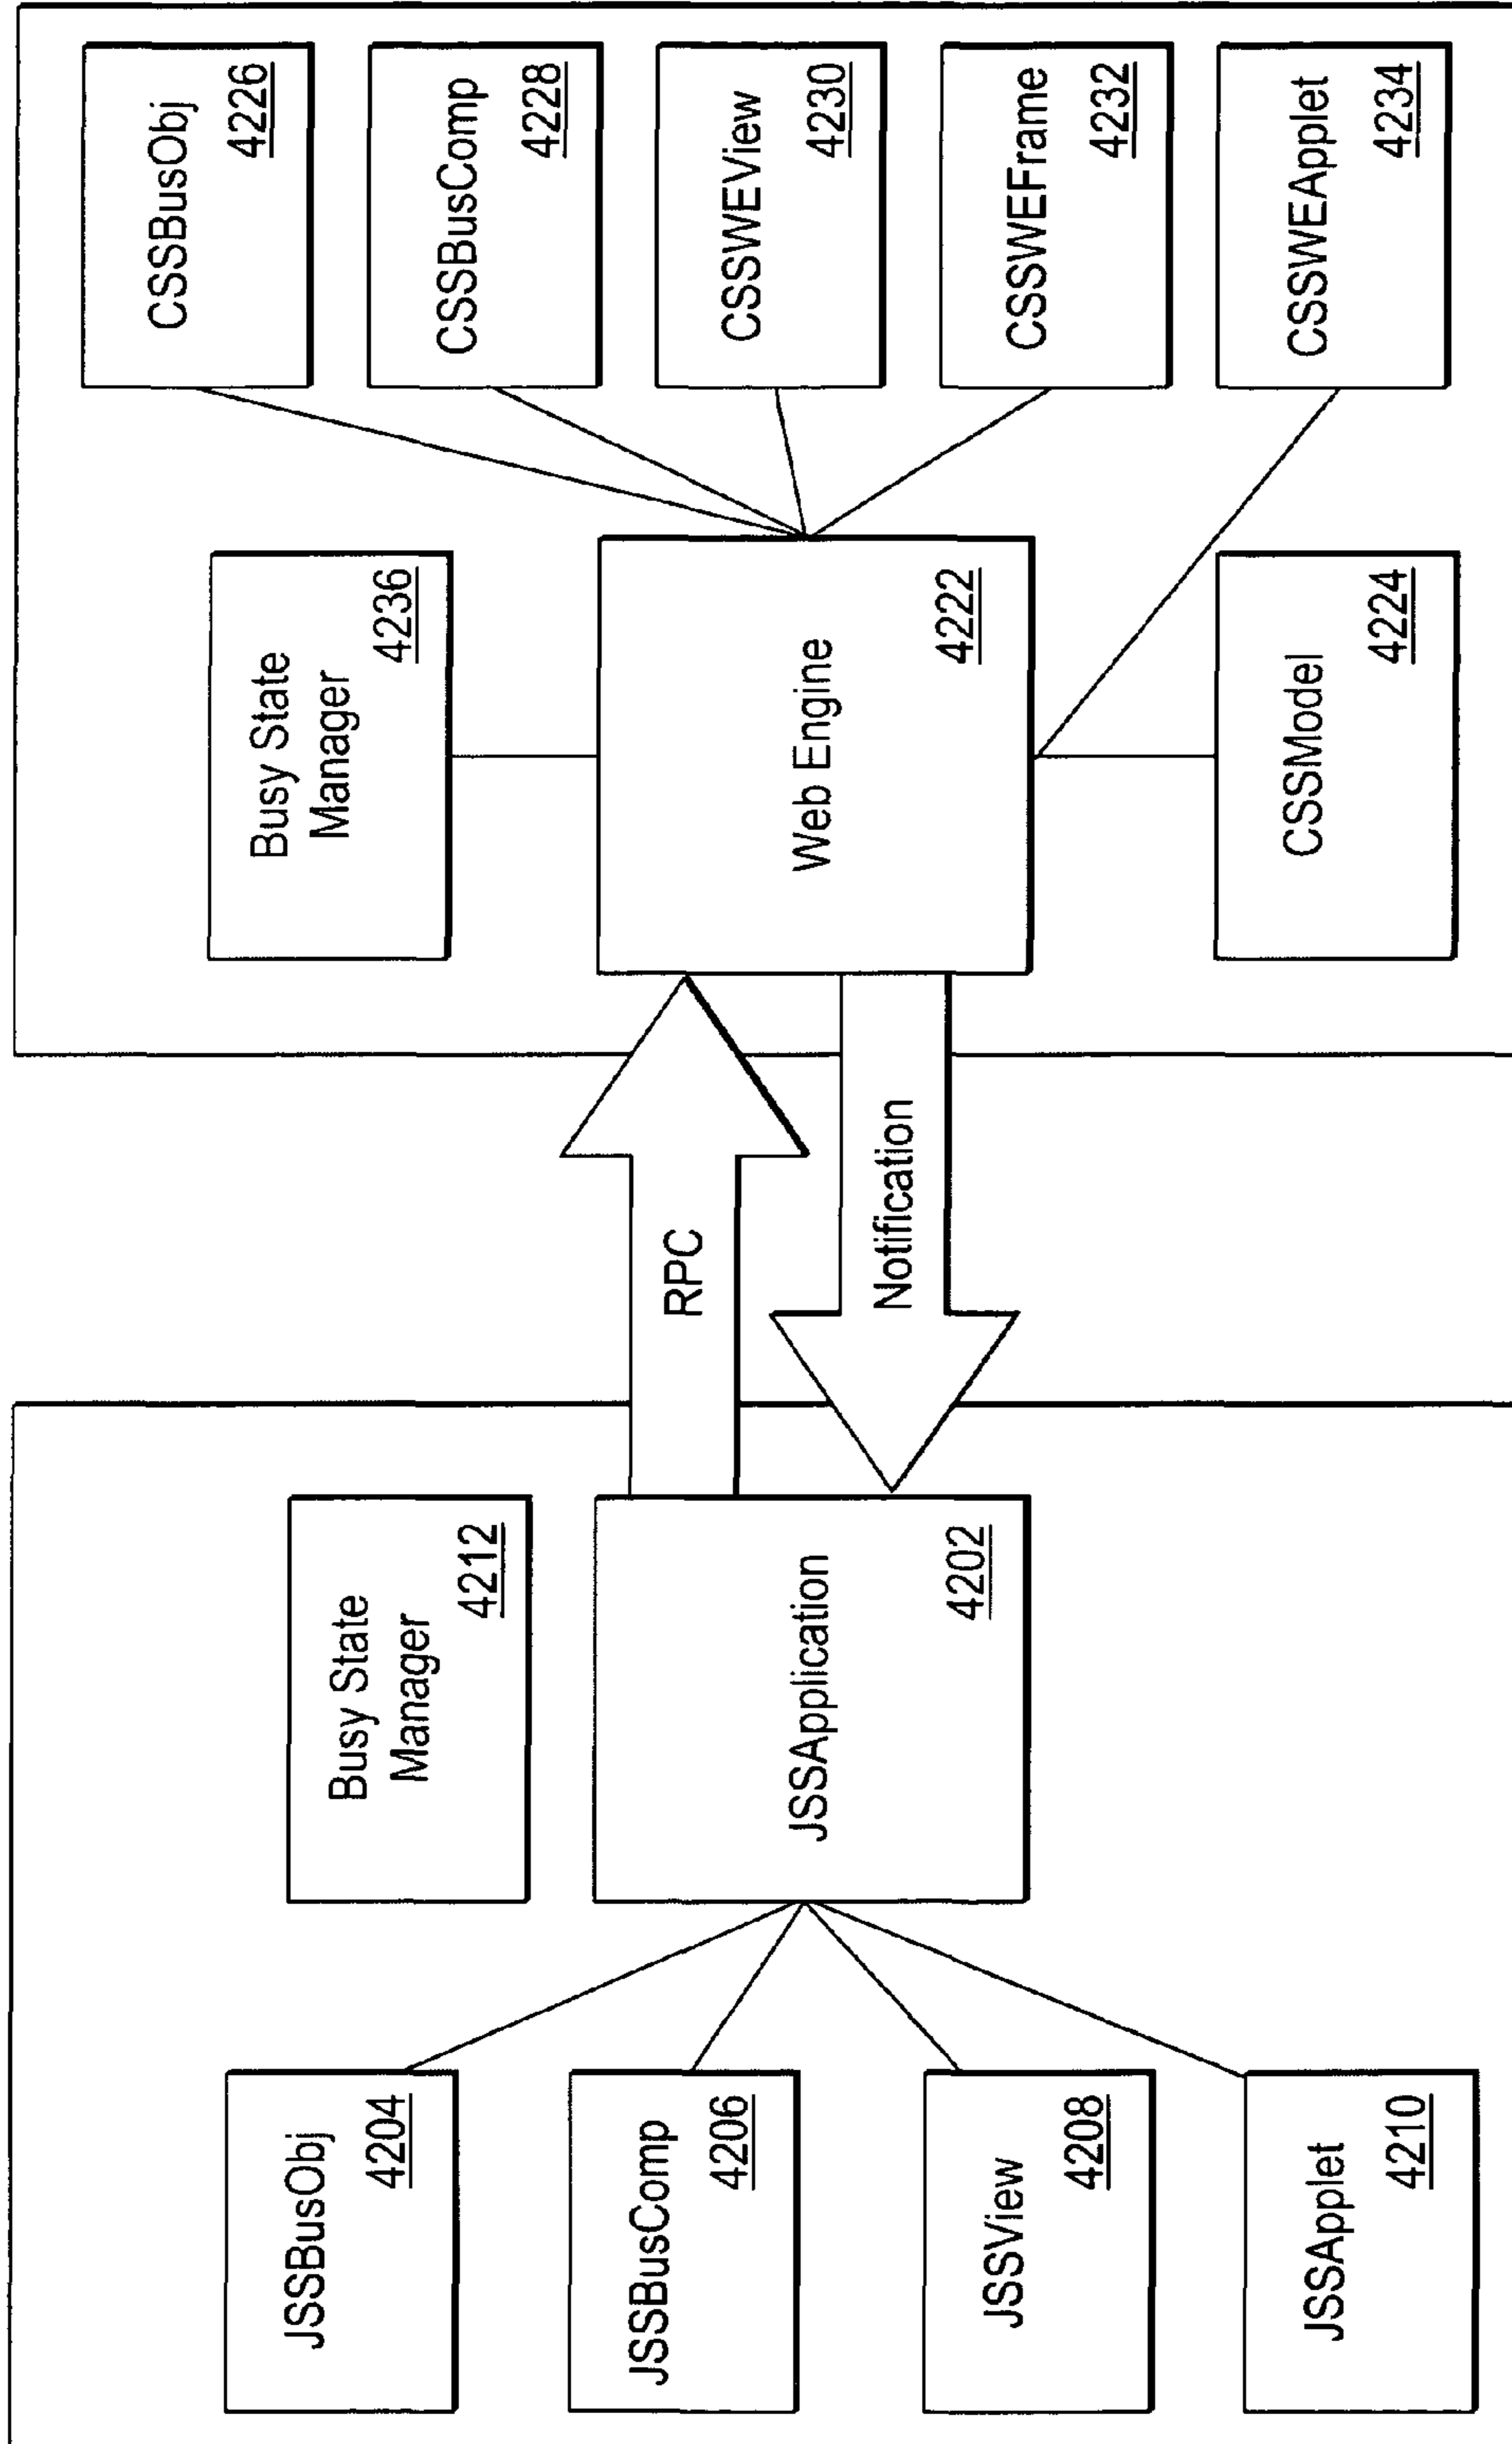 JSSBusObj
4204
JSSBusComp
4206
JSSView
4208
JSSApplet
4210
Busy State
Manager
4212
JSSApplication
4202
RPC
Notification
Busy State
Manager
4236
Web Engine
4222
CSSModel
4224
CSSBusObj
4226
CSSBusComp
4228
CSSWEView
4230
CSSWEFrame
4232
CSSWEApplet
4234